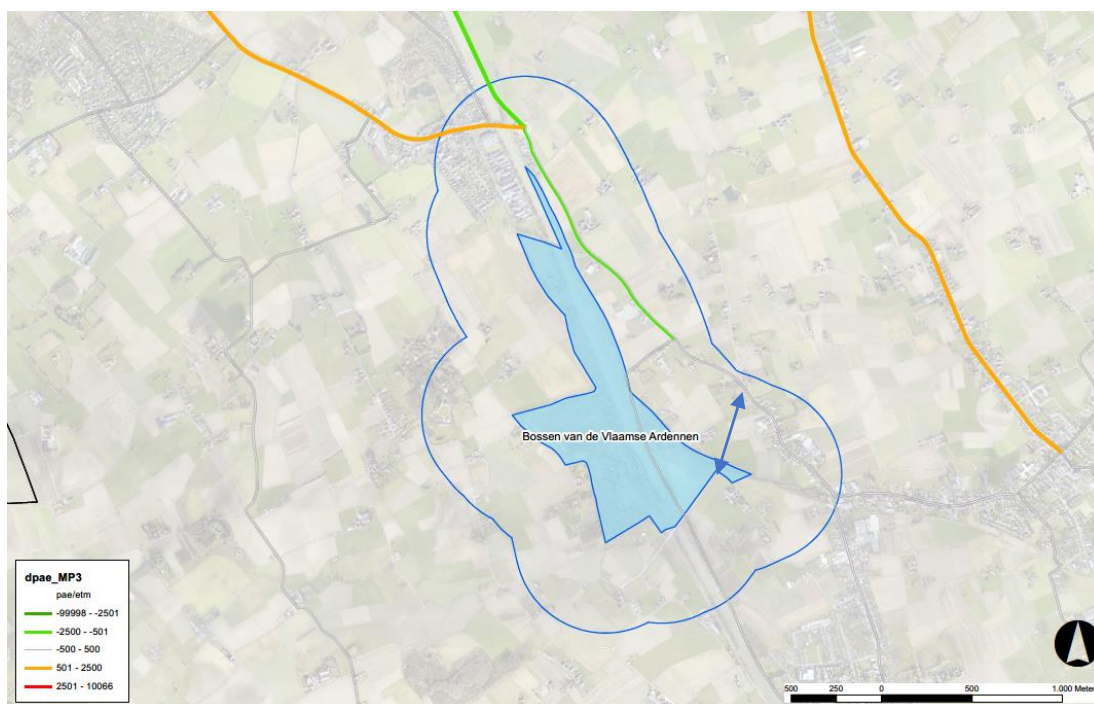 Bossen van de Vlaamse Ardennen
dpae_MP3
pae/etm
-99998 - -2501
-2500 - -501
-500 - 500
501 - 2500
2501 - 10066
500 250 0 500 1.000 Meter